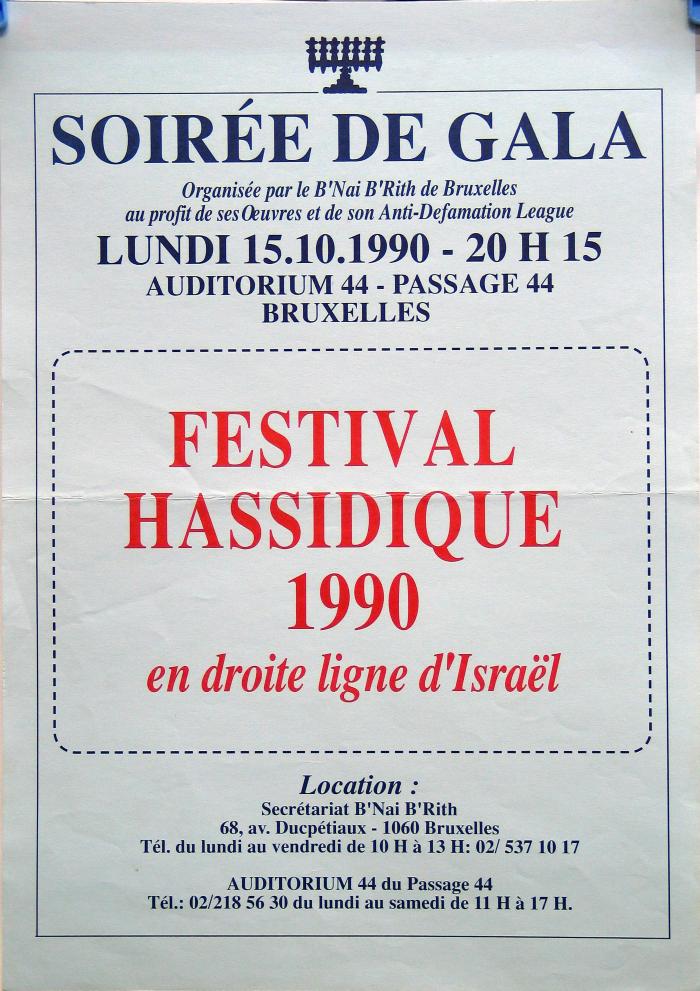 SOIRÉE DE GALA
Organisée par le B'Nai B'Rith de Bruxelles
au profit de ses Œuvres et de son Anti-Defamation League
LUNDI 15.10.1990 - 20 H 15
AUDITORIUM 44 - PASSAGE 44
BRUXELLES
FESTIVAL
HASSIDIQUE
1990
en droite ligne d'Israël
Location :
Secrétariat B'Nai B'Rith
68, av. Ducpétiaux - 1060 Bruxelles
Tél. du lundi au vendredi de 10 H à 13 H: 02/ 537 10 17
AUDITORIUM 44 du Passage 44
Tél.: 02/218 56 30 du lundi au samedi de 11 H à 17 H.